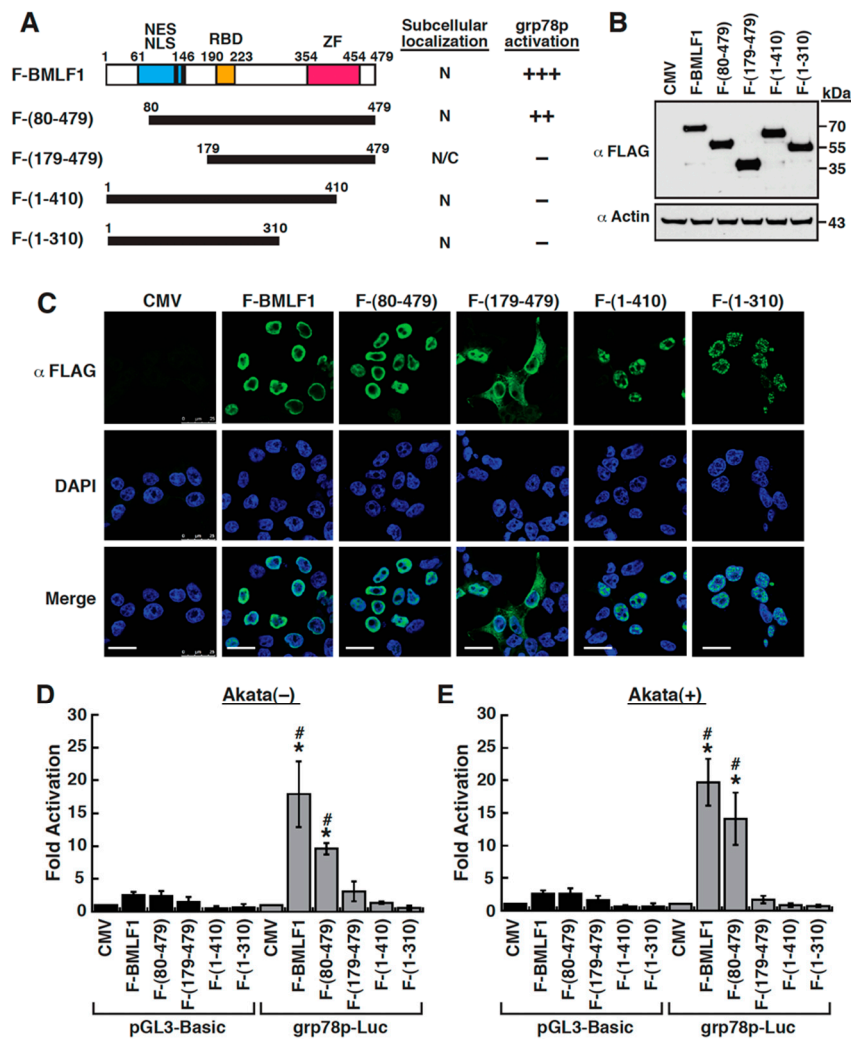 A
Subcellular localization
grp78p activation
NES
NLS
RBD
ZF
1 61 146 190 223 354 454 479
F-BMLF1 N +++
80 479
F-(80-479) N ++
179 479
F-(179-479) N/C –
1 410
F-(1-410) N –
1 310
F-(1-310) N –
B
CMV
F-BMLF1
F-(80-479)
F-(179-479)
F-(1-410)
F-(1-310)
kDa
α FLAG
70
55
35
α Actin
43
C
CMV F-BMLF1 F-(80-479) F-(179-479) F-(1-410) F-(1-310)
α FLAG
0 µm 25
DAPI
0 µm 25
Merge
D
Akata(–)
Fold Activation
30
25
20
15
10
5
0
# *
# *
CMV
F-BMLF1
F-(80-479)
F-(179-479)
F-(1-410)
F-(1-310)
CMV
F-BMLF1
F-(80-479)
F-(179-479)
F-(1-410)
F-(1-310)
pGL3-Basic
grp78p-Luc
E
Akata(+)
Fold Activation
30
25
20
15
10
5
0
# *
# *
CMV
F-BMLF1
F-(80-479)
F-(179-479)
F-(1-410)
F-(1-310)
CMV
F-BMLF1
F-(80-479)
F-(179-479)
F-(1-410)
F-(1-310)
pGL3-Basic
grp78p-Luc